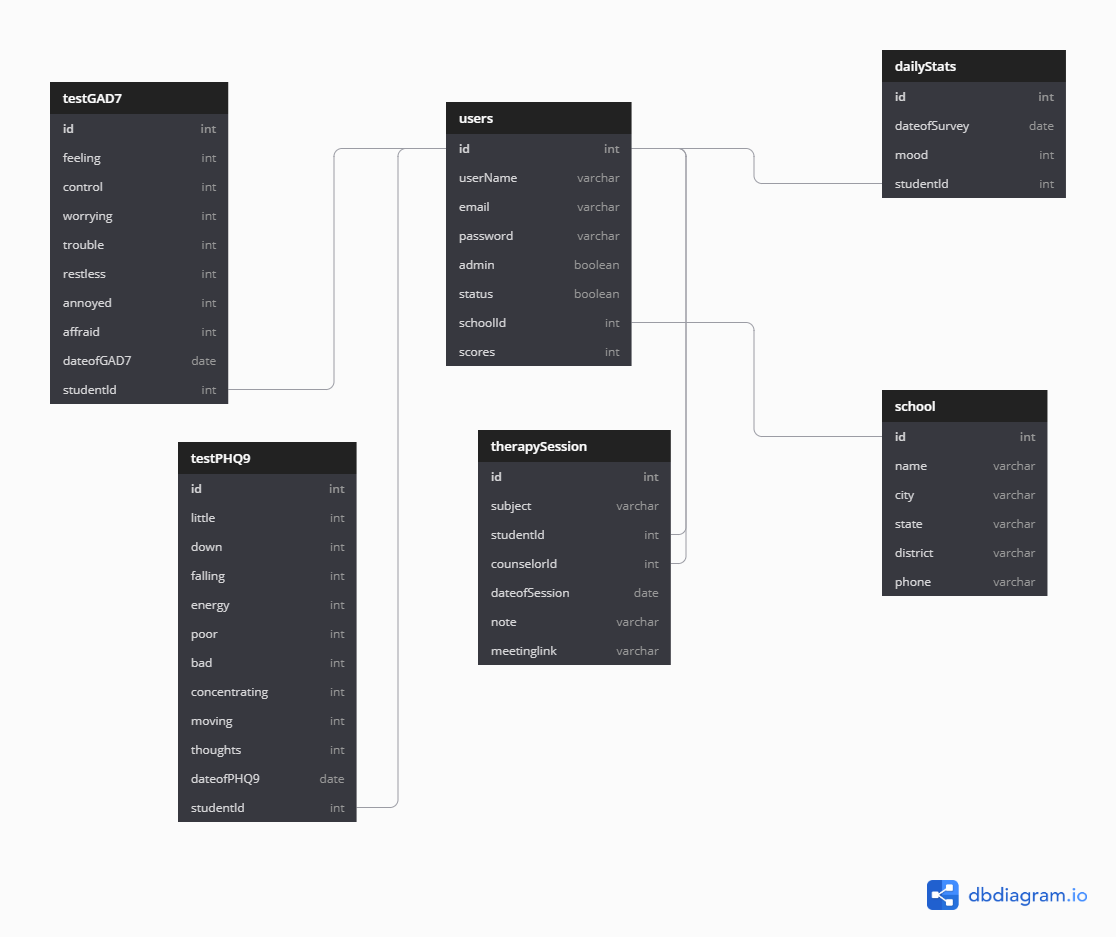 testGAD7
id int
feeling int
control int
worrying int
trouble int
restless int
annoyed int
affraid int
dateofGAD7 date
studentId int
testPHQ9
id int
little int
down int
falling int
energy int
poor int
bad int
concentrating int
moving int
thoughts int
dateofPHQ9 date
studentId int
users
id int
userName varchar
email varchar
password varchar
admin boolean
status boolean
schoolId int
scores int
therapySession
id int
subject varchar
studentId int
counselorId int
dateofSession date
note varchar
meetinglink varchar
dailyStats
id int
dateofSurvey date
mood int
studentId int
school
id int
name varchar
city varchar
state varchar
district varchar
phone varchar
dbdiagram.io